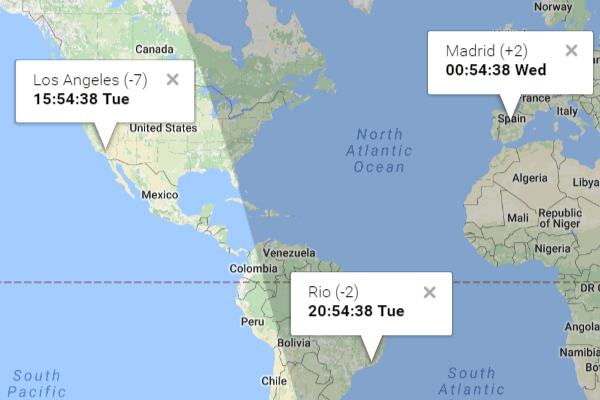 Norway
Madrid (+2)
00:54:38 Wed
Canada
Los Angeles (-7)
15:54:38 Tue
France
Italy
Spain
United States
North
Atlantic
Ocean
Algeria
Libya
Mexico
Mali
Republic
of Niger
Nigeria
Venezuela
Colombia
Rio (-2)
20:54:38 Tue
DR
Peru
Angola
Bolivia
Namibia
Bo
South
Pacific
Chile
South
Atlantic